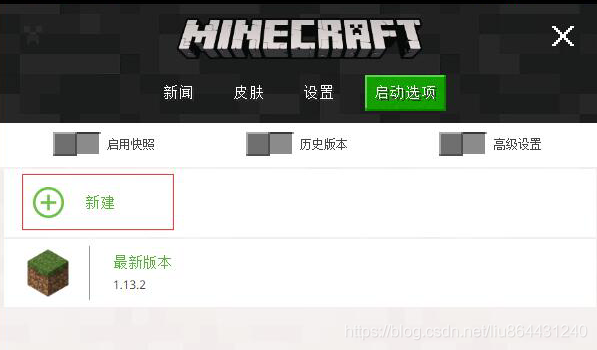 MINECRAFT
新闻 皮肤 设置 启动选项
启用快照 历史版本 高级设置
新建
最新版本
1.13.2
https://blog.csdn.net/liu864431240